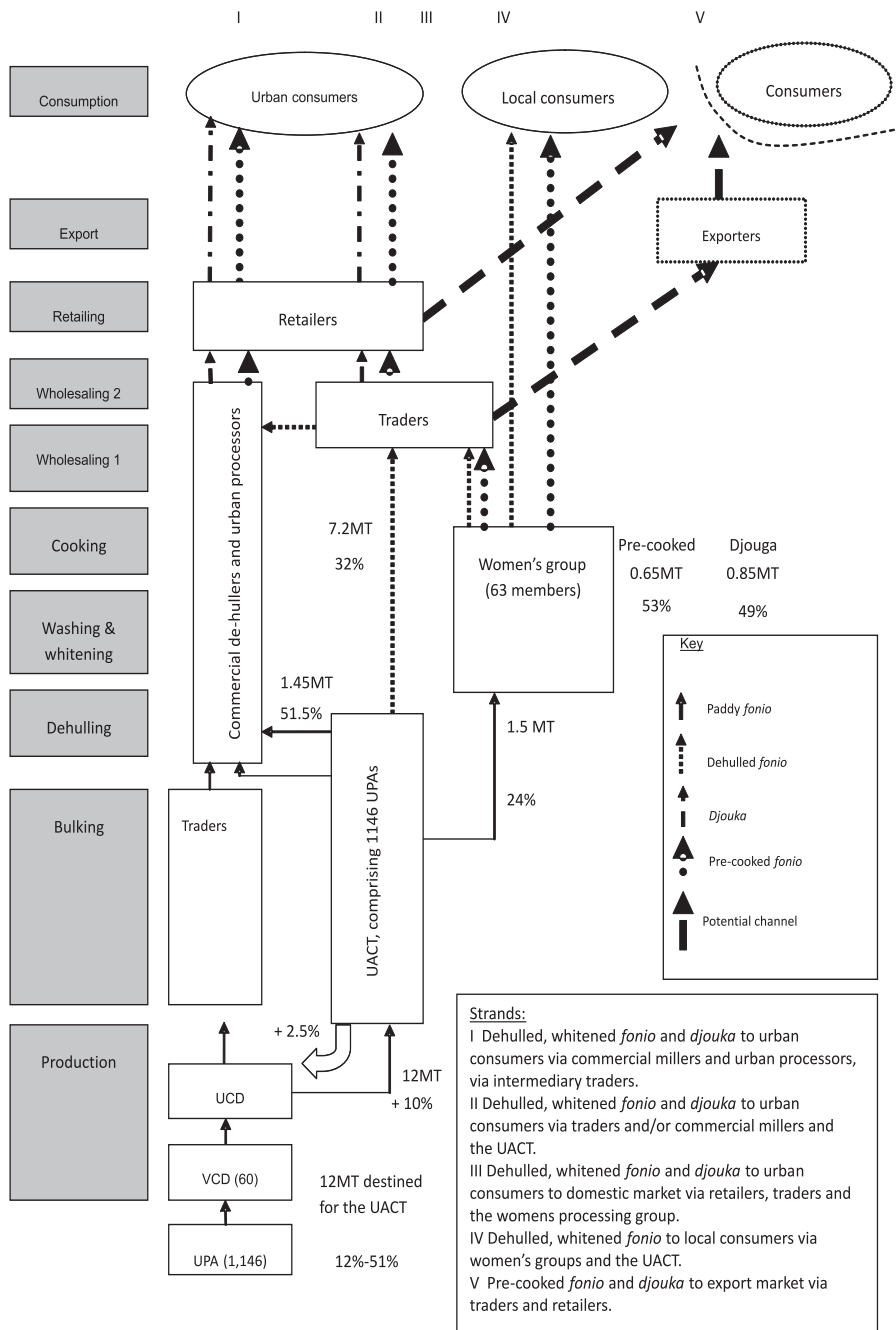 I II III IV V
Consumption
Urban consumers
Local consumers
Consumers
Export
Exporters
Retailing
Retailers
Wholesaling 2
Traders
Wholesaling 1
Commercial de-hullers and urban processors
Cooking
7.2MT
32%
Women's group
(63 members)
Pre-cooked
0.65MT
53%
Djouga
0.85MT
49%
Washing &
whitening
Key
Paddy fonio
Dehulled fonio
Djouka
Pre-cooked fonio
Potential channel
Dehulling
1.45MT
51.5%
1.5 MT
24%
Bulking
Traders
UACT, comprising 1146 UPAs
Production
+ 2.5%
UCD
12MT
+ 10%
VCD (60)
12MT destined
for the UACT
UPA (1,146)
12%-51%
Strands:
I Dehulled, whitened fonio and djouka to urban
consumers via commercial millers and urban processors,
via intermediary traders.
II Dehulled, whitened fonio and djouka to urban
consumers via traders and/or commercial millers and
the UACT.
III Dehulled, whitened fonio and djouka to urban
consumers to domestic market via retailers, traders and
the womens processing group.
IV Dehulled, whitened fonio to local consumers via
women's groups and the UACT.
V Pre-cooked fonio and djouka to export market via
traders and retailers.